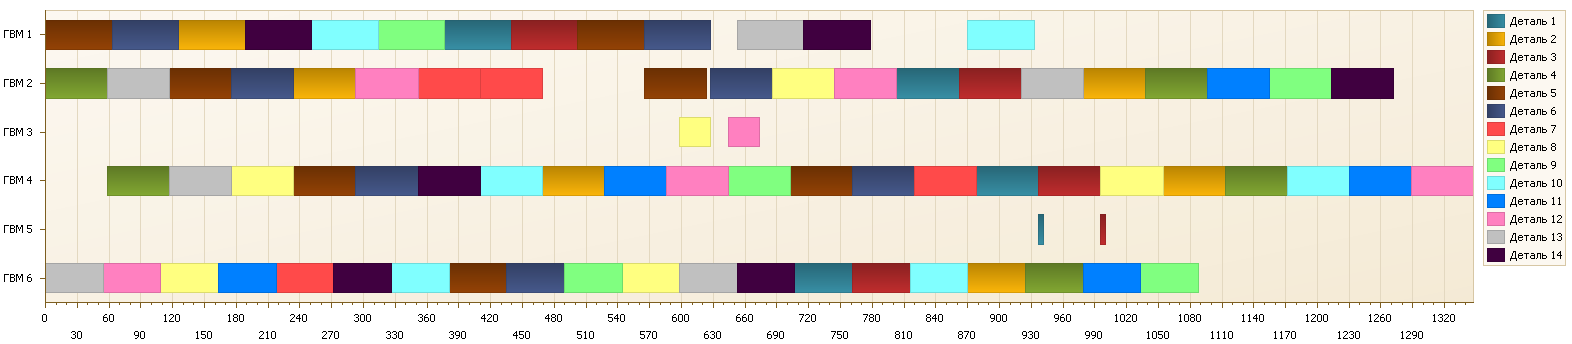 ГВМ 1
ГВМ 2
ГВМ 3
ГВМ 4
ГВМ 5
ГВМ 6
0 60 120 180 240 300 360 420 480 540 600 660 720 780 840 900 960 1020 1080 1140 1200 1260 1320
30 90 150 210 270 330 390 450 510 570 630 690 750 810 870 930 990 1050 1110 1170 1230 1290
Деталь 1
Деталь 2
Деталь 3
Деталь 4
Деталь 5
Деталь 6
Деталь 7
Деталь 8
Деталь 9
Деталь 10
Деталь 11
Деталь 12
Деталь 13
Деталь 14